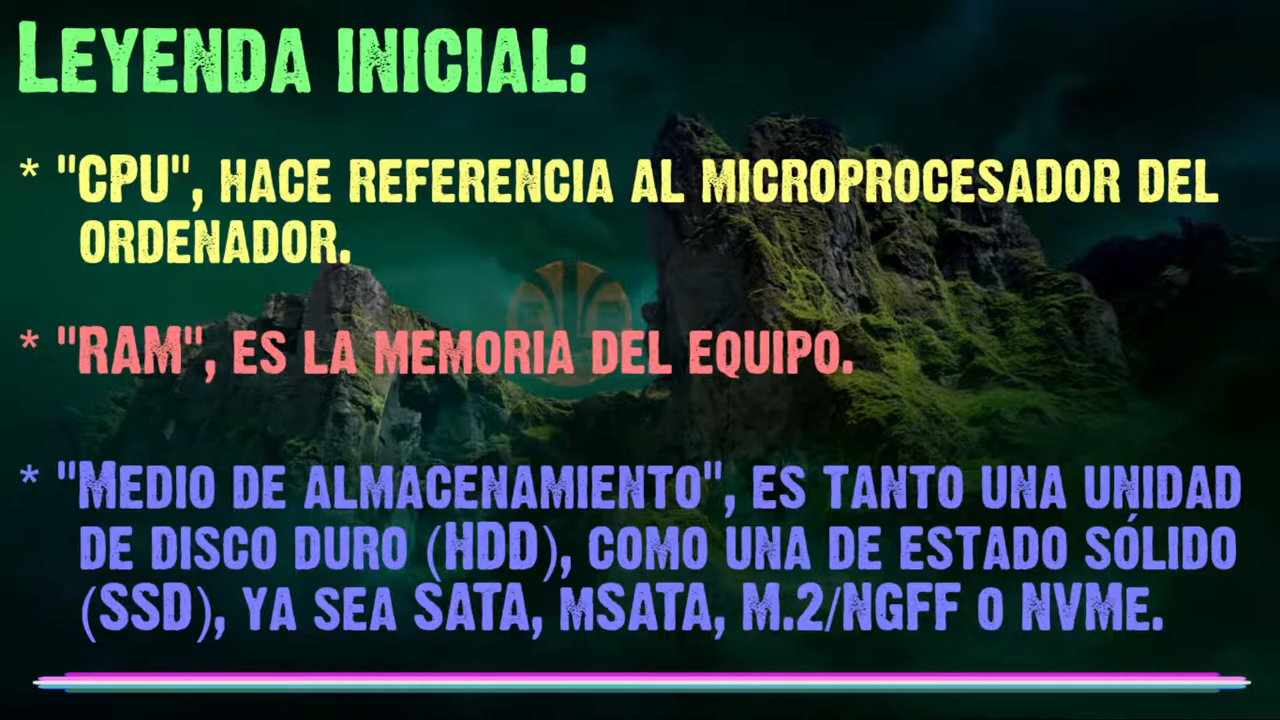 Leyenda inicial:
* "CPU", hace referencia al microprocesador del
ordenador.
* "RAM", es la memoria del equipo.
* "Medio de almacenamiento", es tanto una unidad
de disco duro (HDD), como una de estado sólido
(SSD), ya sea SATA, mSATA, M.2/NGFF o NVMe.